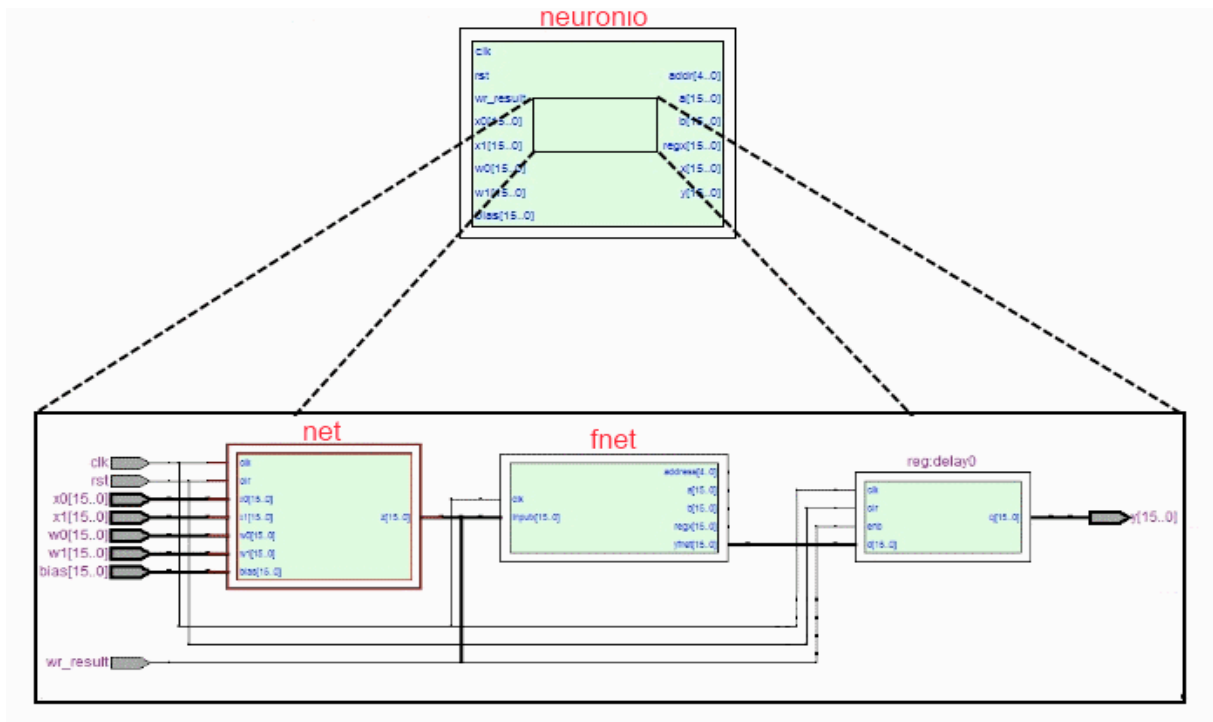 neuronio
clk
rst
wr_result
x0[15..0]
x1[15..0]
w0[15..0]
w1[15..0]
bias[15..0]
addr[4..0]
a[15..0]
b[15..0]
regx[15..0]
x[15..0]
y[15..0]
net
fnet
reg:delay0
clk
rst
x0[15..0]
x1[15..0]
w0[15..0]
w1[15..0]
bias[15..0]
wr_result
clk
clr
x0[15..0]
x1[15..0]
w0[15..0]
w1[15..0]
bias[15..0]
z[15..0]
clk
inputx[15..0]
address[4..0]
a[15..0]
b[15..0]
regx[15..0]
yfnet[15..0]
clk
clr
enb
d[15..0]
q[15..0]
y[15..0]